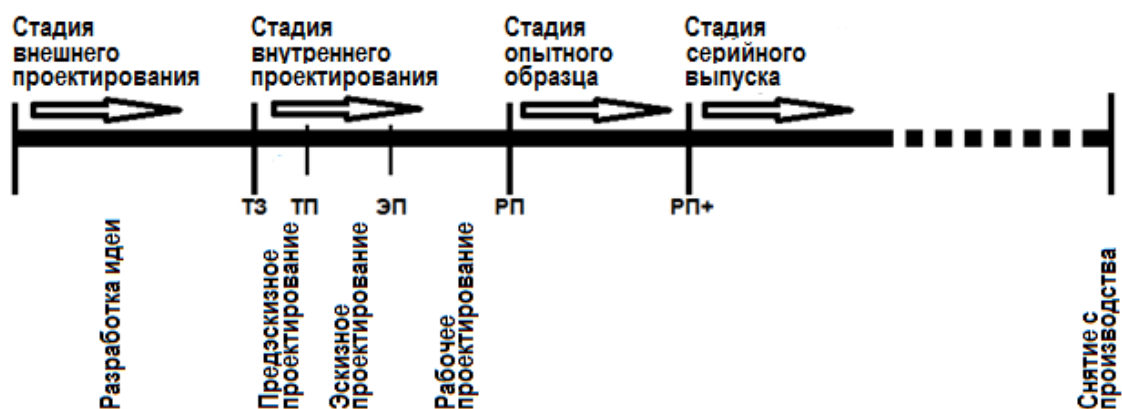 Стадия
внешнего
проектирования
Стадия
внутреннего
проектирования
Стадия
опытного
образца
Стадия
серийного
выпуска
ТЗ
ТП
ЭП
РП
РП+
Разработка идеи
Предэскизное
проектирование
Эскизное
проектирование
Рабочее
проектирование
Снятие с
производства